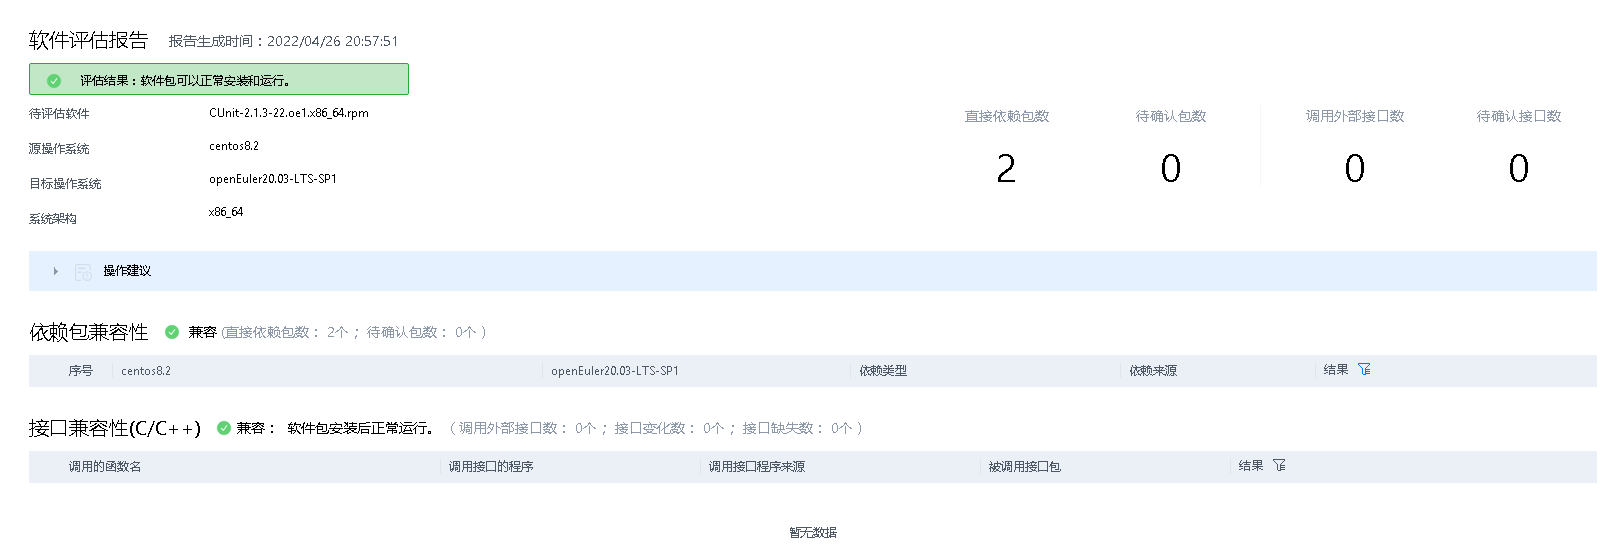 软件评估报告 报告生成时间：2022/04/26 20:57:51
评估结果：软件包可以正常安装和运行。
待评估软件 CUnit-2.1.3-22.oe1.x86_64.rpm
源操作系统 centos8.2
目标操作系统 openEuler20.03-LTS-SP1
系统架构 x86_64
直接依赖包数 待确认包数 调用外部接口数 待确认接口数
2 0 0 0
操作建议
依赖包兼容性 兼容 (直接依赖包数： 2个 ； 待确认包数： 0个 )
序号 centos8.2 openEuler20.03-LTS-SP1 依赖类型 依赖来源 结果
接口兼容性(C/C++) 兼容： 软件包安装后正常运行。 （ 调用外部接口数： 0个 ； 接口变化数： 0个 ； 接口缺失数： 0个 ）
调用的函数名 调用接口的程序 调用接口程序来源 被调用接口包 结果
暂无数据